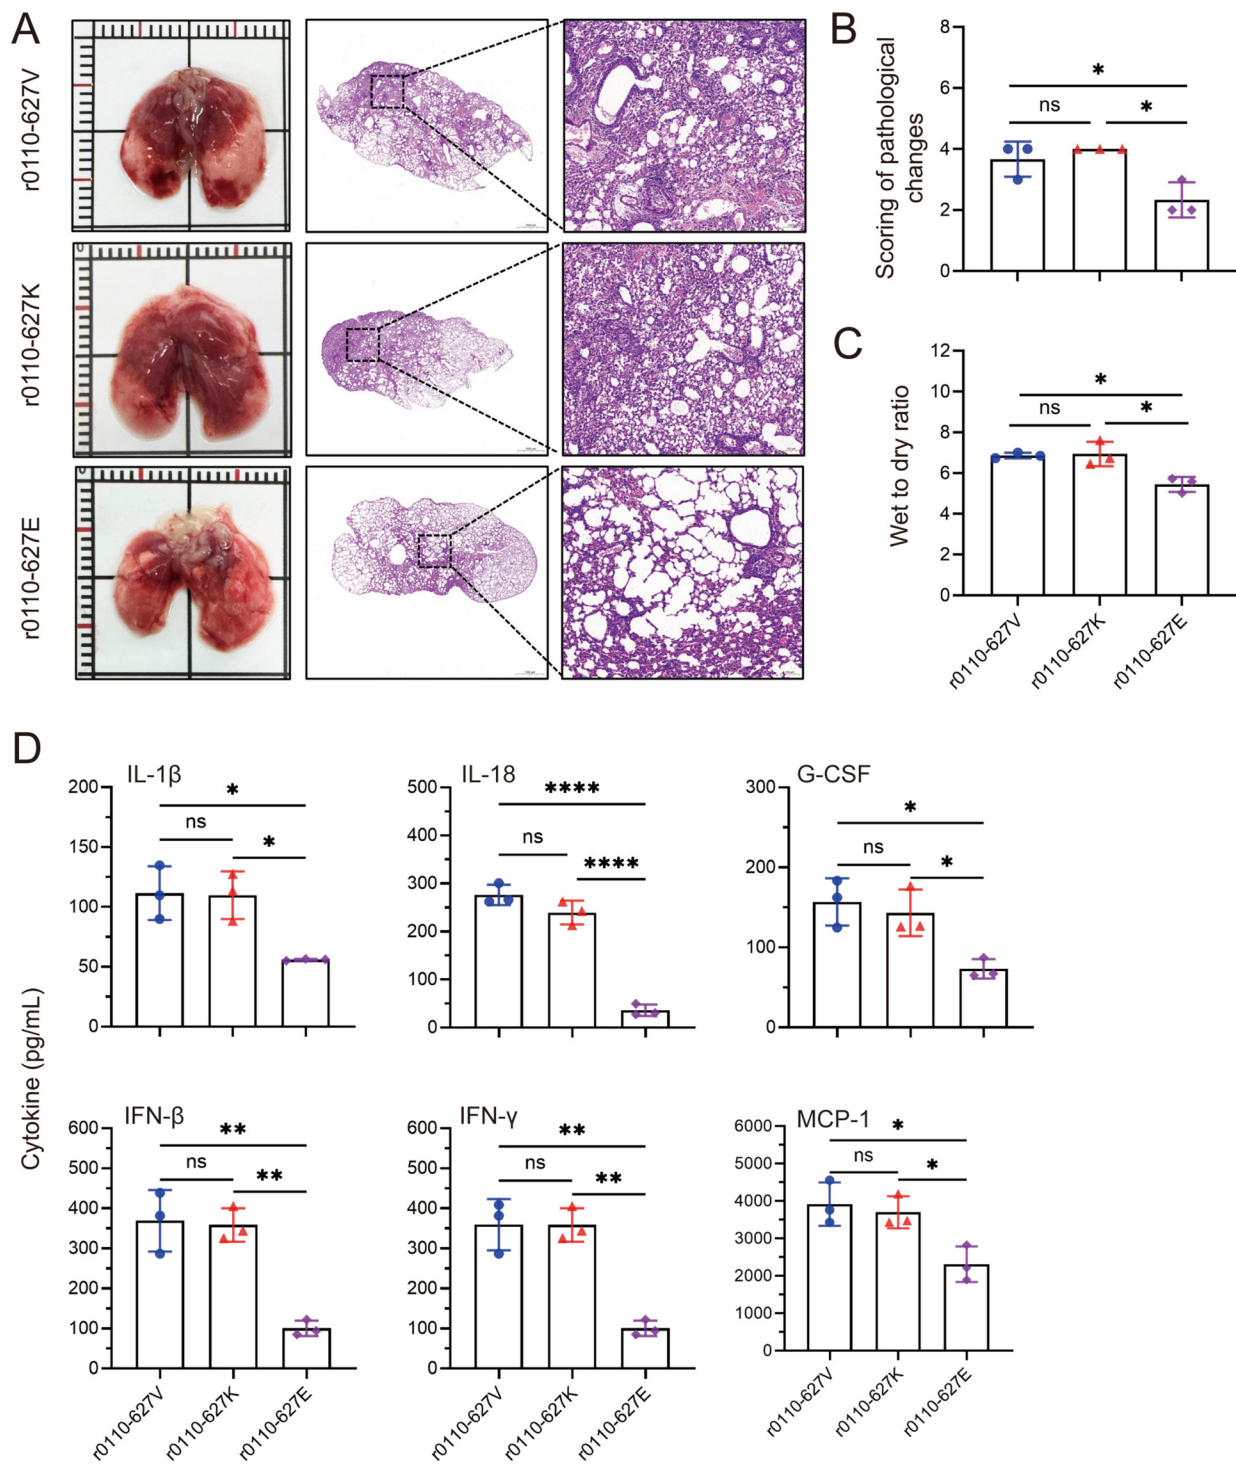 A
r0110-627V
r0110-627K
r0110-627E
B
Scoring of pathological
changes
8
6
4
2
0
*
ns
*
C
Wet to dry ratio
12
10
8
6
4
2
0
*
ns
*
r0110-627V
r0110-627K
r0110-627E
D
Cytokine (pg/mL)
IL-1β
200
150
100
50
0
*
ns
*
IL-18
500
400
300
200
100
0
****
ns
****
G-CSF
300
200
100
0
*
ns
*
IFN-β
600
500
400
300
200
100
0
**
ns
**
r0110-627V
r0110-627K
r0110-627E
IFN-γ
600
500
400
300
200
100
0
**
ns
**
r0110-627V
r0110-627K
r0110-627E
MCP-1
6000
5000
4000
3000
2000
1000
0
*
ns
*
r0110-627V
r0110-627K
r0110-627E